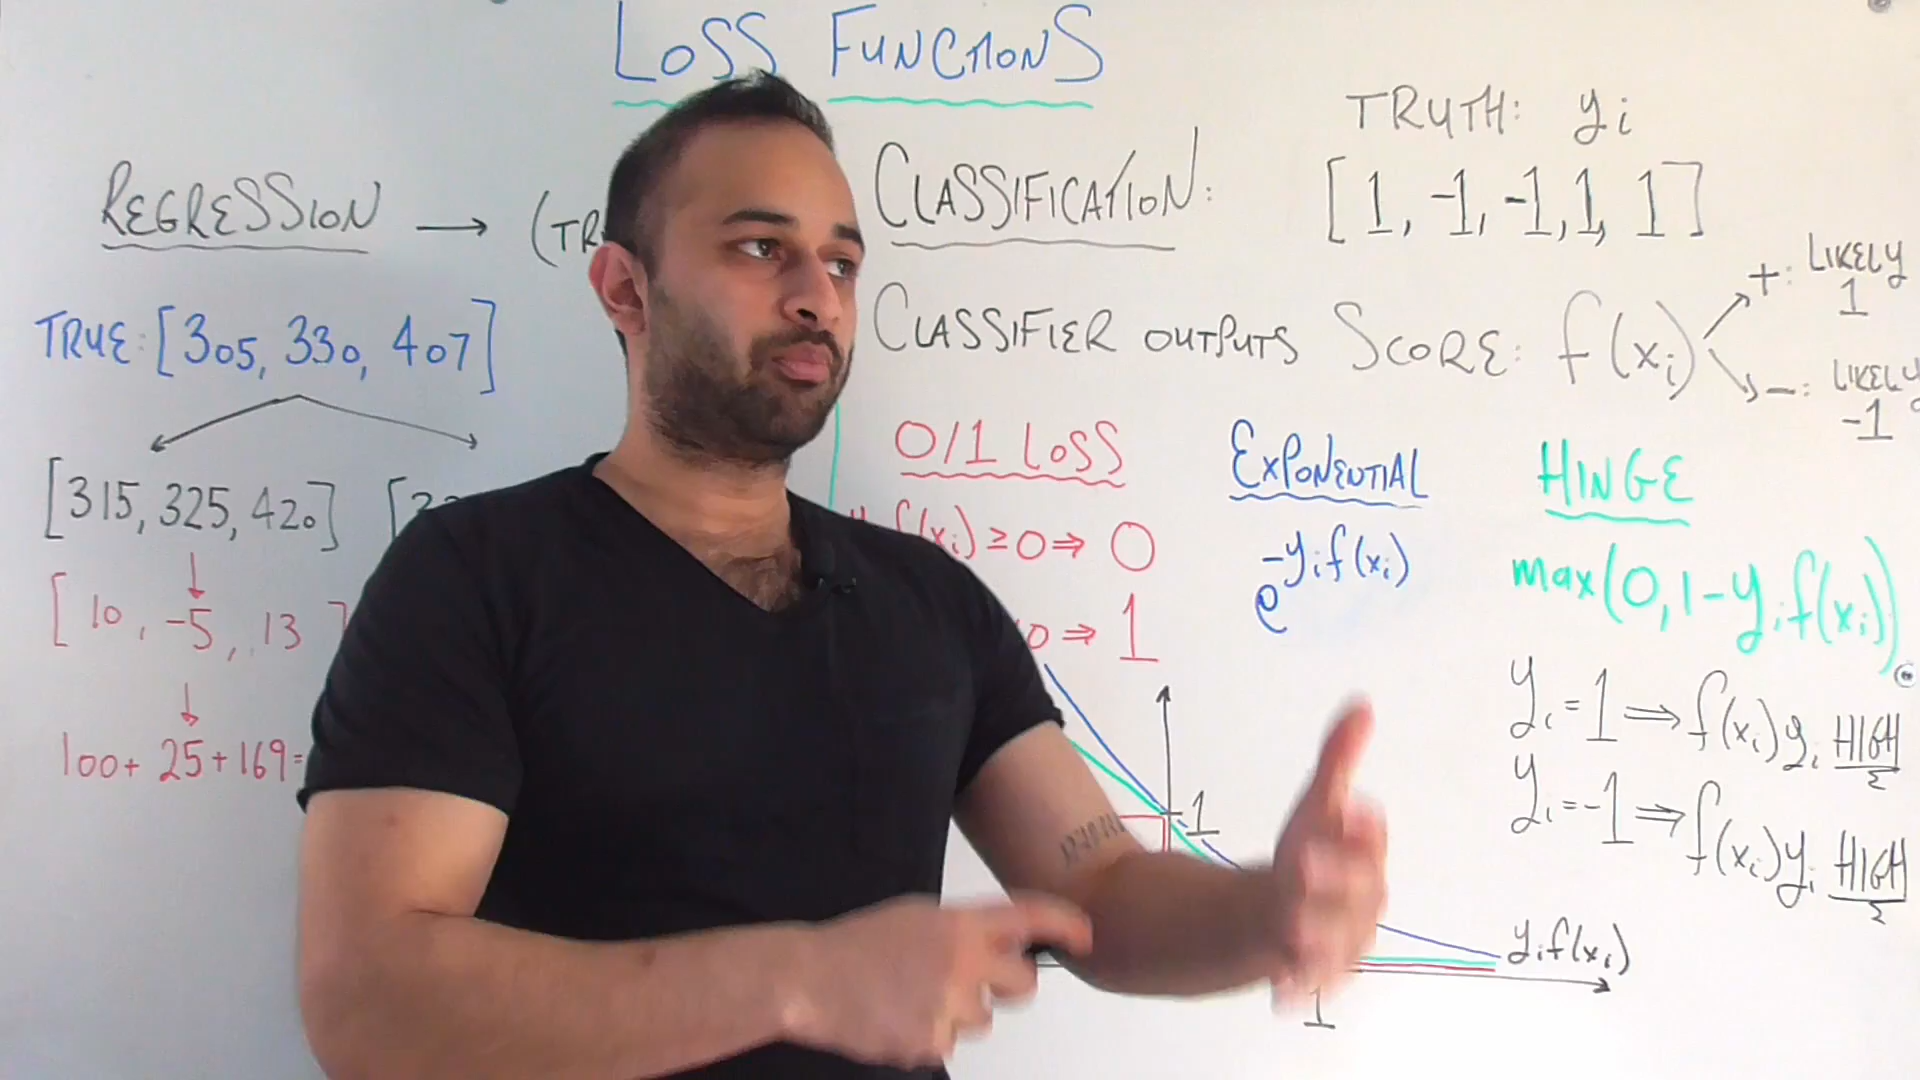 LOSS FUNCTIONS
REGRESSION → (TR
TRUE: [305, 330, 407]
[315, 325, 420]
[10, -5, 13]
100+ 25+169=
CLASSIFICATION:
TRUTH: yi
[1, -1, -1, 1, 1]
CLASSIFIER OUTPUTS SCORE: f(xi)
+: LIKELY
1
-: LIKELY
-1
0/1 LOSS
f(xi) ≥ 0 ⇒ 0
0 ⇒ 1
EXPONENTIAL
e^-yif(xi)
HINGE
max(0, 1-yif(xi))
yi=1 ⇒ f(xi)yi HIGH
yi=-1 ⇒ f(xi)yi HIGH
1
yif(xi)
1